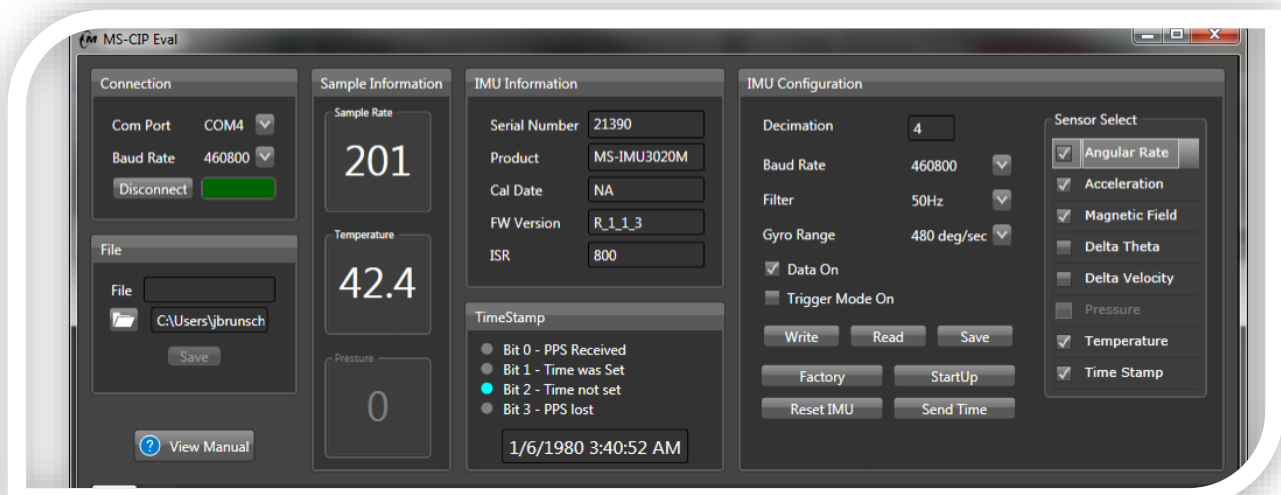 MS-CIP Eval
Connection
Com Port COM4
Baud Rate 460800
Disconnect
File
File
C:\Users\jbrunsch
Save
? View Manual
Sample Information
Sample Rate
201
Temperature
42.4
Pressure
0
IMU Information
Serial Number 21390
Product MS-IMU3020M
Cal Date NA
FW Version R_1_1_3
ISR 800
TimeStamp
Bit 0 - PPS Received
Bit 1 - Time was Set
Bit 2 - Time not set
Bit 3 - PPS lost
1/6/1980 3:40:52 AM
IMU Configuration
Decimation 4
Baud Rate 460800
Filter 50Hz
Gyro Range 480 deg/sec
Data On
Trigger Mode On
Write Read Save
Factory StartUp
Reset IMU Send Time
Sensor Select
Angular Rate
Acceleration
Magnetic Field
Delta Theta
Delta Velocity
Pressure
Temperature
Time Stamp